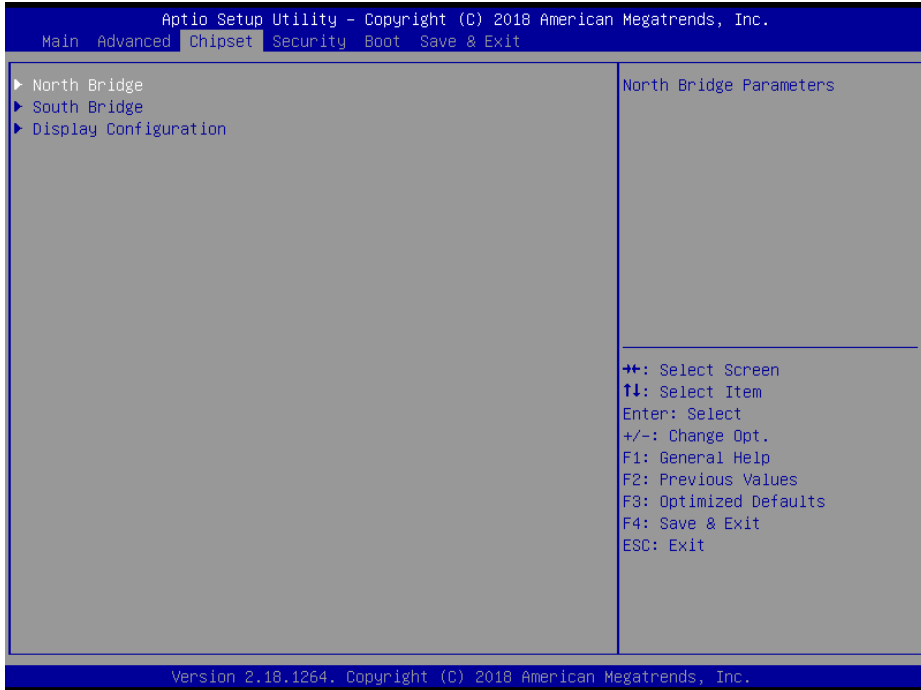 Aptio Setup Utility – Copyright (C) 2018 American Megatrends, Inc.
Main Advanced Chipset Security Boot Save & Exit
▶ North Bridge
▶ South Bridge
▶ Display Configuration
North Bridge Parameters
→←: Select Screen
↑↓: Select Item
Enter: Select
+/-: Change Opt.
F1: General Help
F2: Previous Values
F3: Optimized Defaults
F4: Save & Exit
ESC: Exit
Version 2.18.1264. Copyright (C) 2018 American Megatrends, Inc.